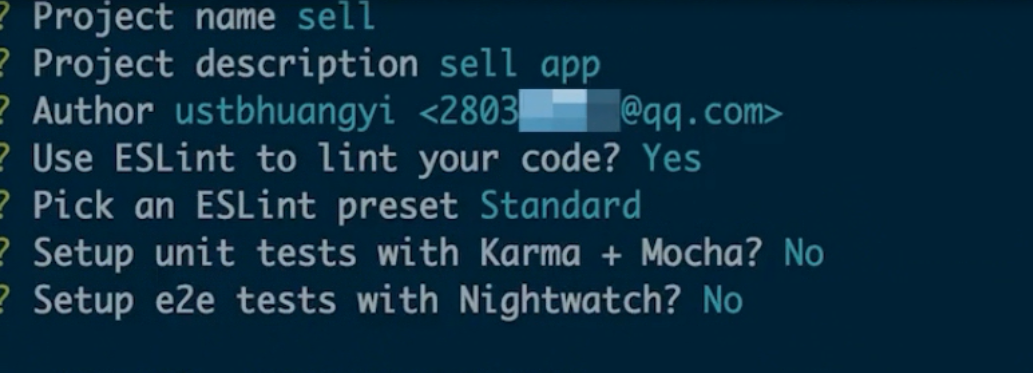 ? Project name sell
? Project description sell app
? Author ustbhuangyi <2803 @qq.com>
? Use ESLint to lint your code? Yes
? Pick an ESLint preset Standard
? Setup unit tests with Karma + Mocha? No
? Setup e2e tests with Nightwatch? No